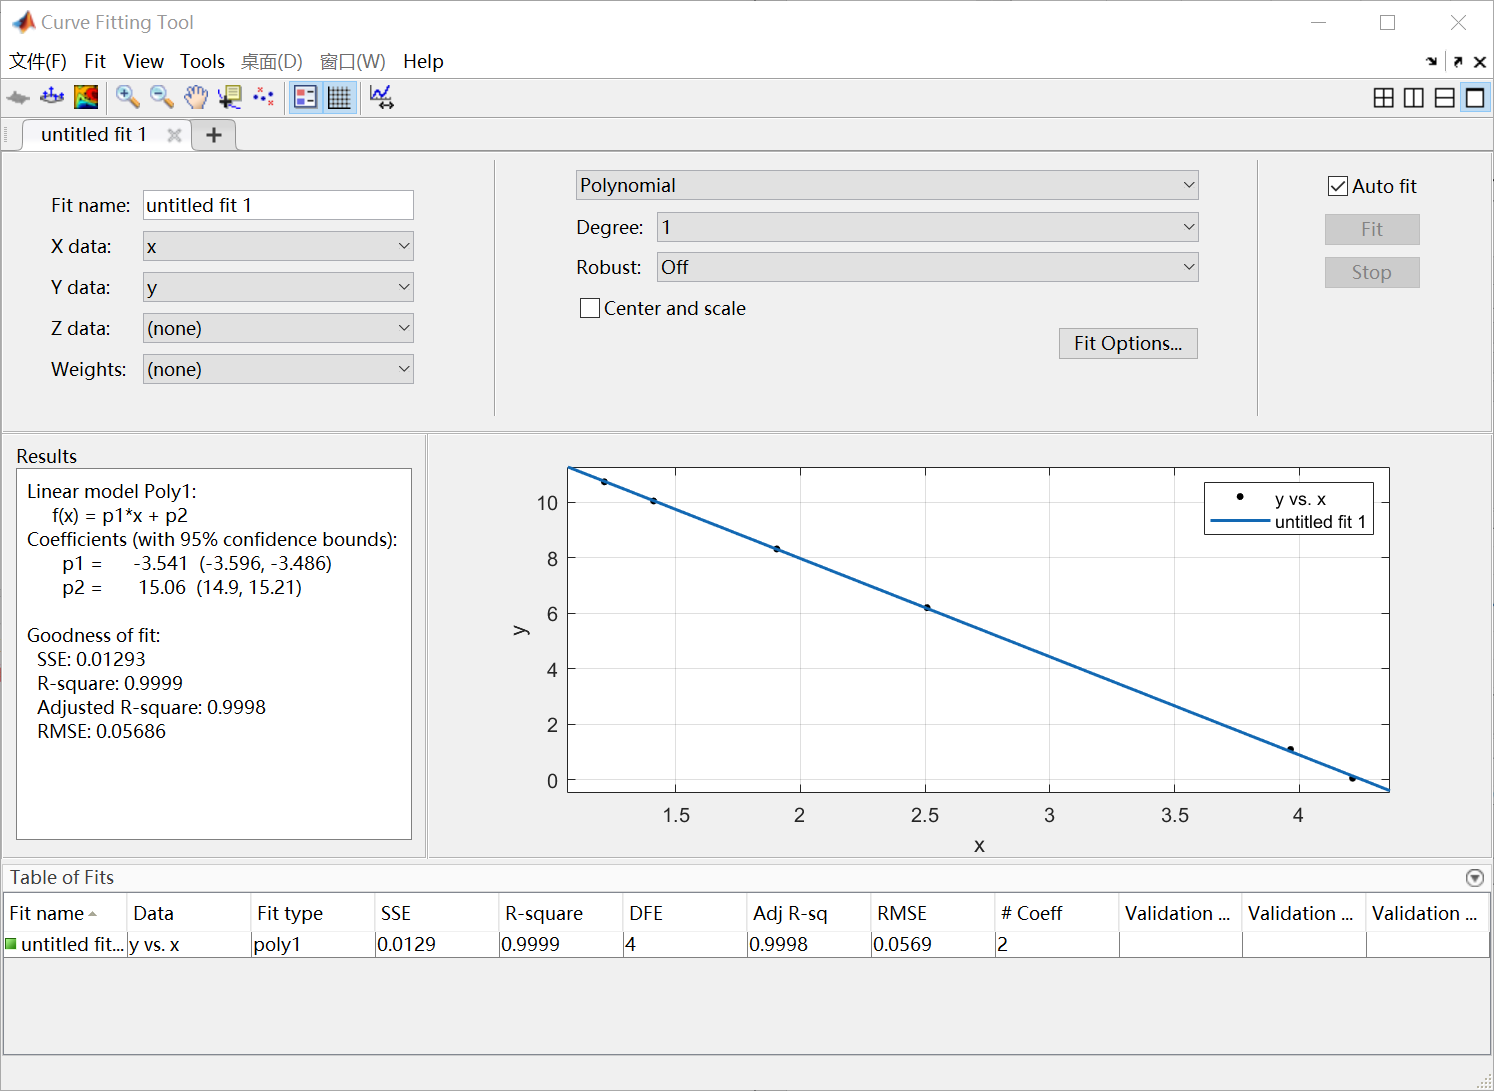 Curve Fitting Tool
文件(F) Fit View Tools 桌面(D) 窗口(W) Help
untitled fit 1
Fit name: untitled fit 1
X data: x
Y data: y
Z data: (none)
Weights: (none)
Polynomial
Degree: 1
Robust: Off
Center and scale
Fit Options...
Auto fit
Fit
Stop
Results
Linear model Poly1:
f(x) = p1*x + p2
Coefficients (with 95% confidence bounds):
p1 = -3.541 (-3.596, -3.486)
p2 = 15.06 (14.9, 15.21)
Goodness of fit:
SSE: 0.01293
R-square: 0.9999
Adjusted R-square: 0.9998
RMSE: 0.05686
y vs. x
untitled fit 1
10
8
6
4
2
0
y
1.5 2 2.5 3 3.5 4
x
Table of Fits
Fit name Data Fit type SSE R-square DFE Adj R-sq RMSE # Coeff Validation ... Validation ... Validation ...
untitled fit... y vs. x poly1 0.0129 0.9999 4 0.9998 0.0569 2